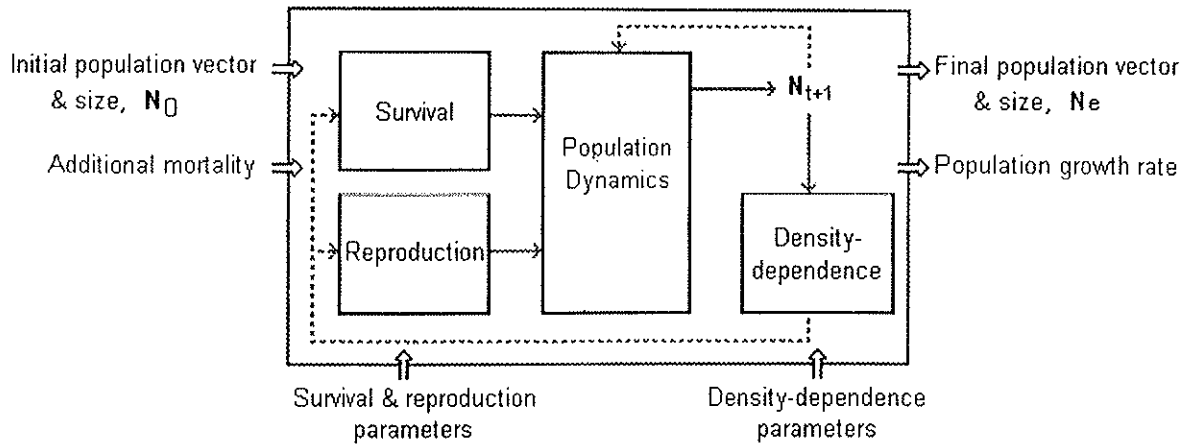 Initial population vector
& size, N0
Additional mortality
Survival
Reproduction
Population
Dynamics
Nt+1
Density-
dependence
Final population vector
& size, Ne
Population growth rate
Survival & reproduction
parameters
Density-dependence
parameters